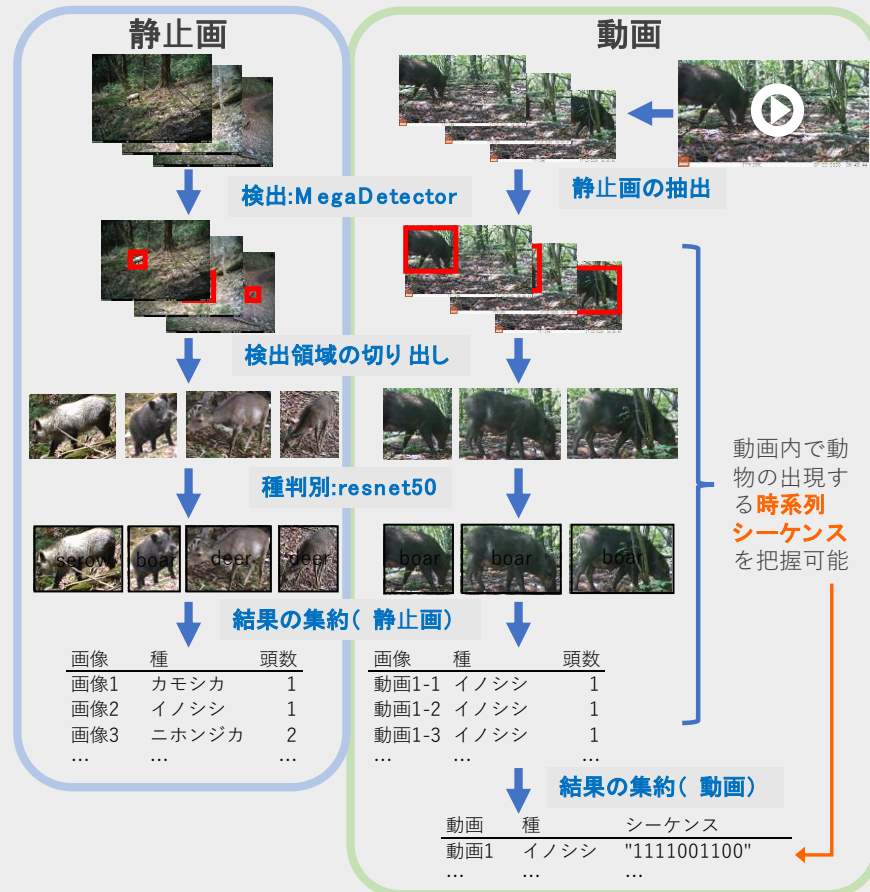 静止画
動画
検出:MegaDetector
静止画の抽出
検出領域の切り出し
種判別:resnet50
serow
boar
deer
deer
boar
boar
boar
動画内で動
物の出現す
る時系列
シーケンス
を把握可能
結果の集約( 静止画)
画像 種 頭数
画像1 カモシカ 1
画像2 イノシシ 1
画像3 ニホンジカ 2
… … …
画像 種 頭数
動画1-1 イノシシ 1
動画1-2 イノシシ 1
動画1-3 イノシシ 1
… … …
結果の集約( 動画)
動画 種 シーケンス
動画1 イノシシ "1111001100"
… … …